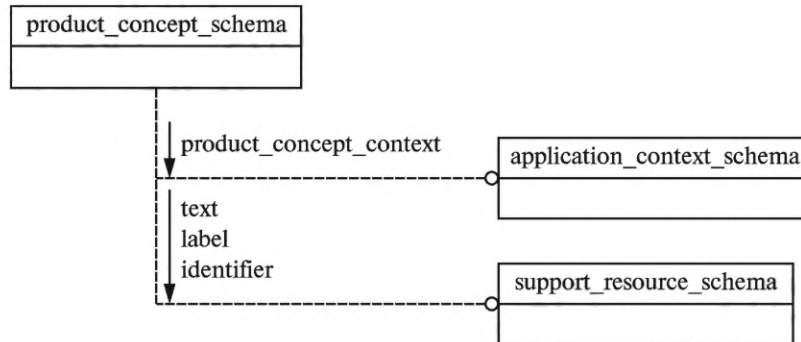 product_concept_schema
product_concept_context
application_context_schema
text
label
identifier
support_resource_schema